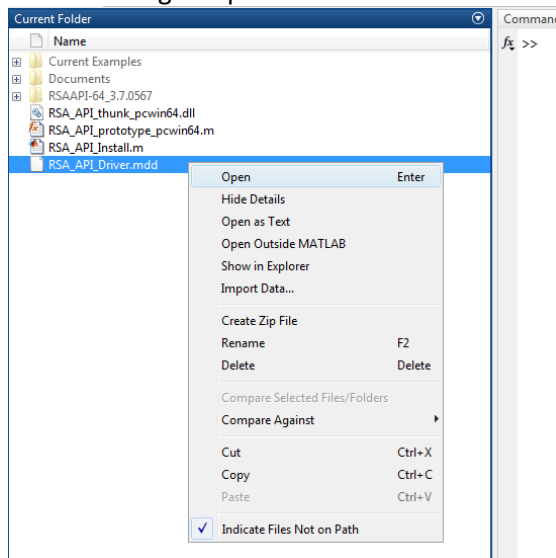 Current Folder
Command
Name
fx >>
Current Examples
Documents
RSAAPI-64_3.7.0567
RSA_API_thunk_pcwin64.dll
RSA_API_prototype_pcwin64.m
RSA_API_Install.m
RSA_API_Driver.mdd
Open Enter
Hide Details
Open as Text
Open Outside MATLAB
Show in Explorer
Import Data...
Create Zip File
Rename F2
Delete Delete
Compare Selected Files/Folders
Compare Against
Cut Ctrl+X
Copy Ctrl+C
Paste Ctrl+V
Indicate Files Not on Path